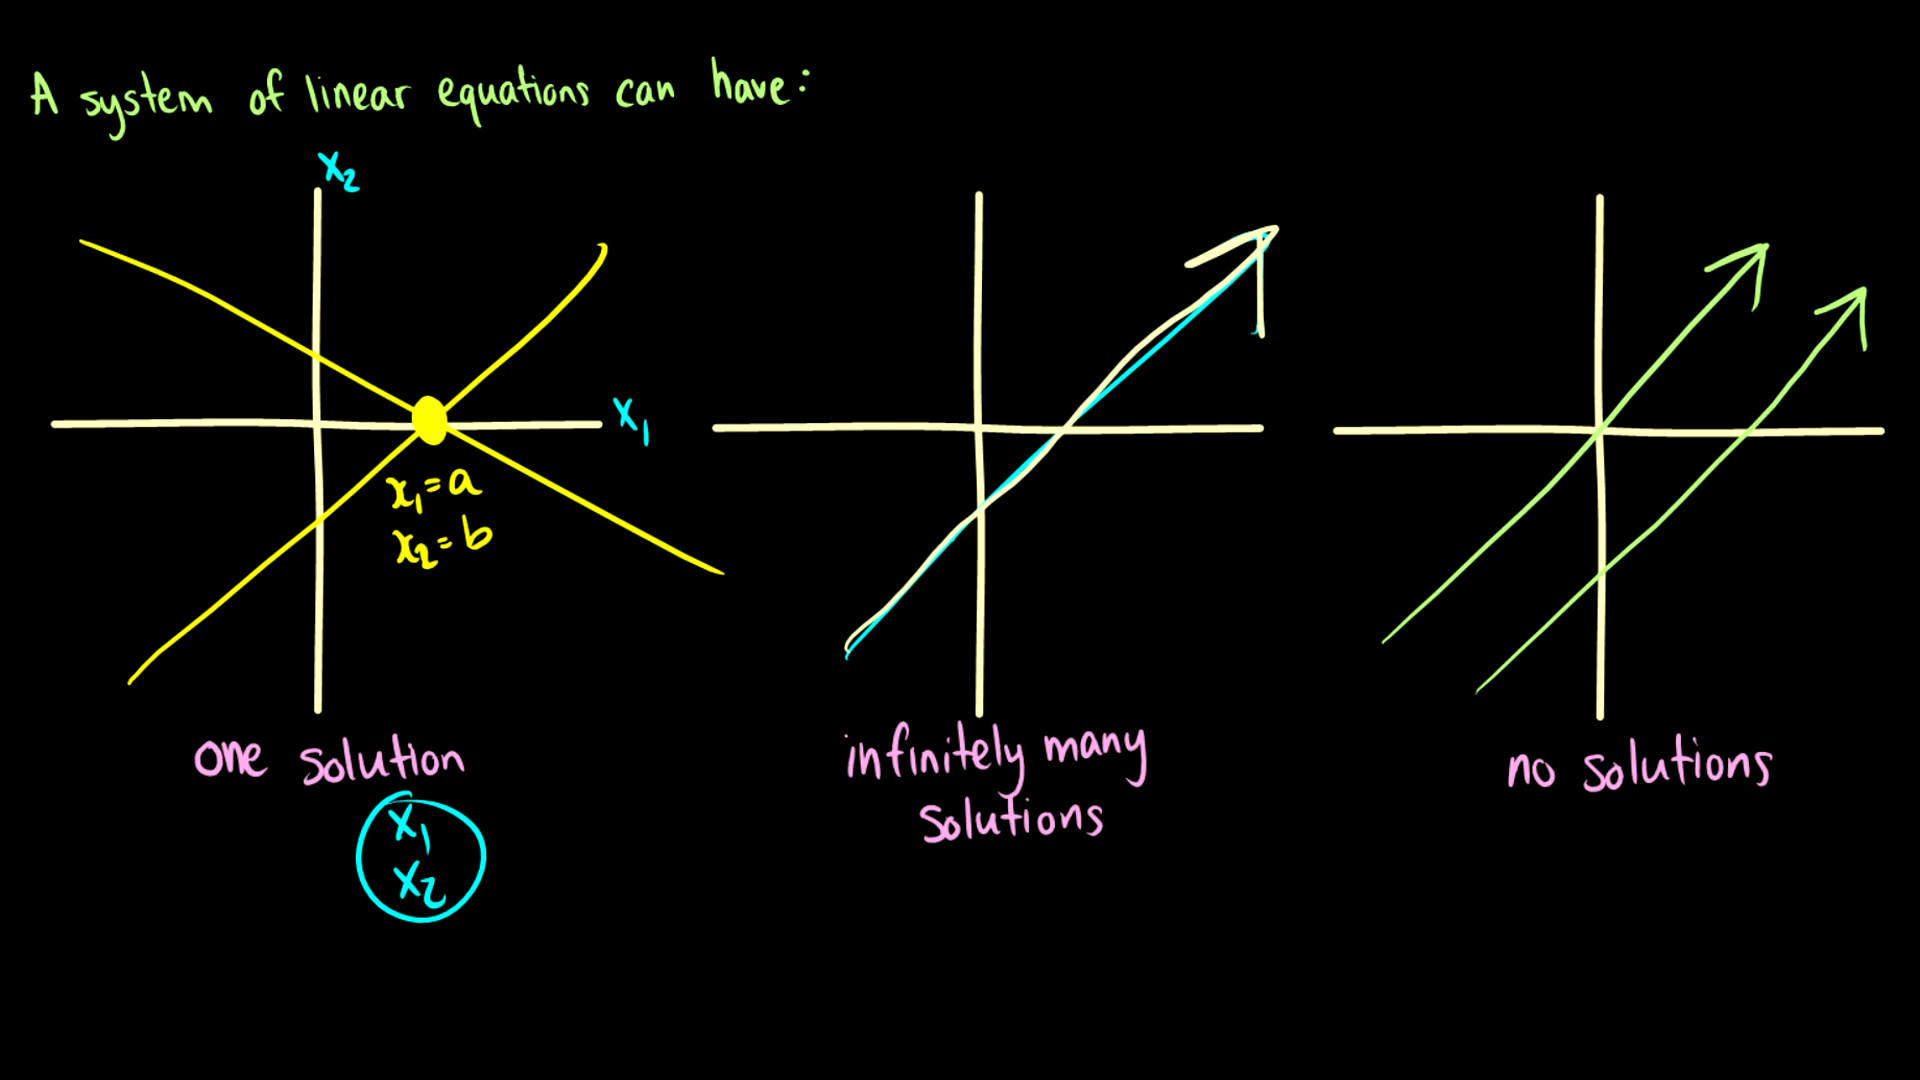 A system of linear equations can have:
x₂
x₁
x₁=a
x₂=b
one solution
x₁
x₂
infinitely many
solutions
no solutions